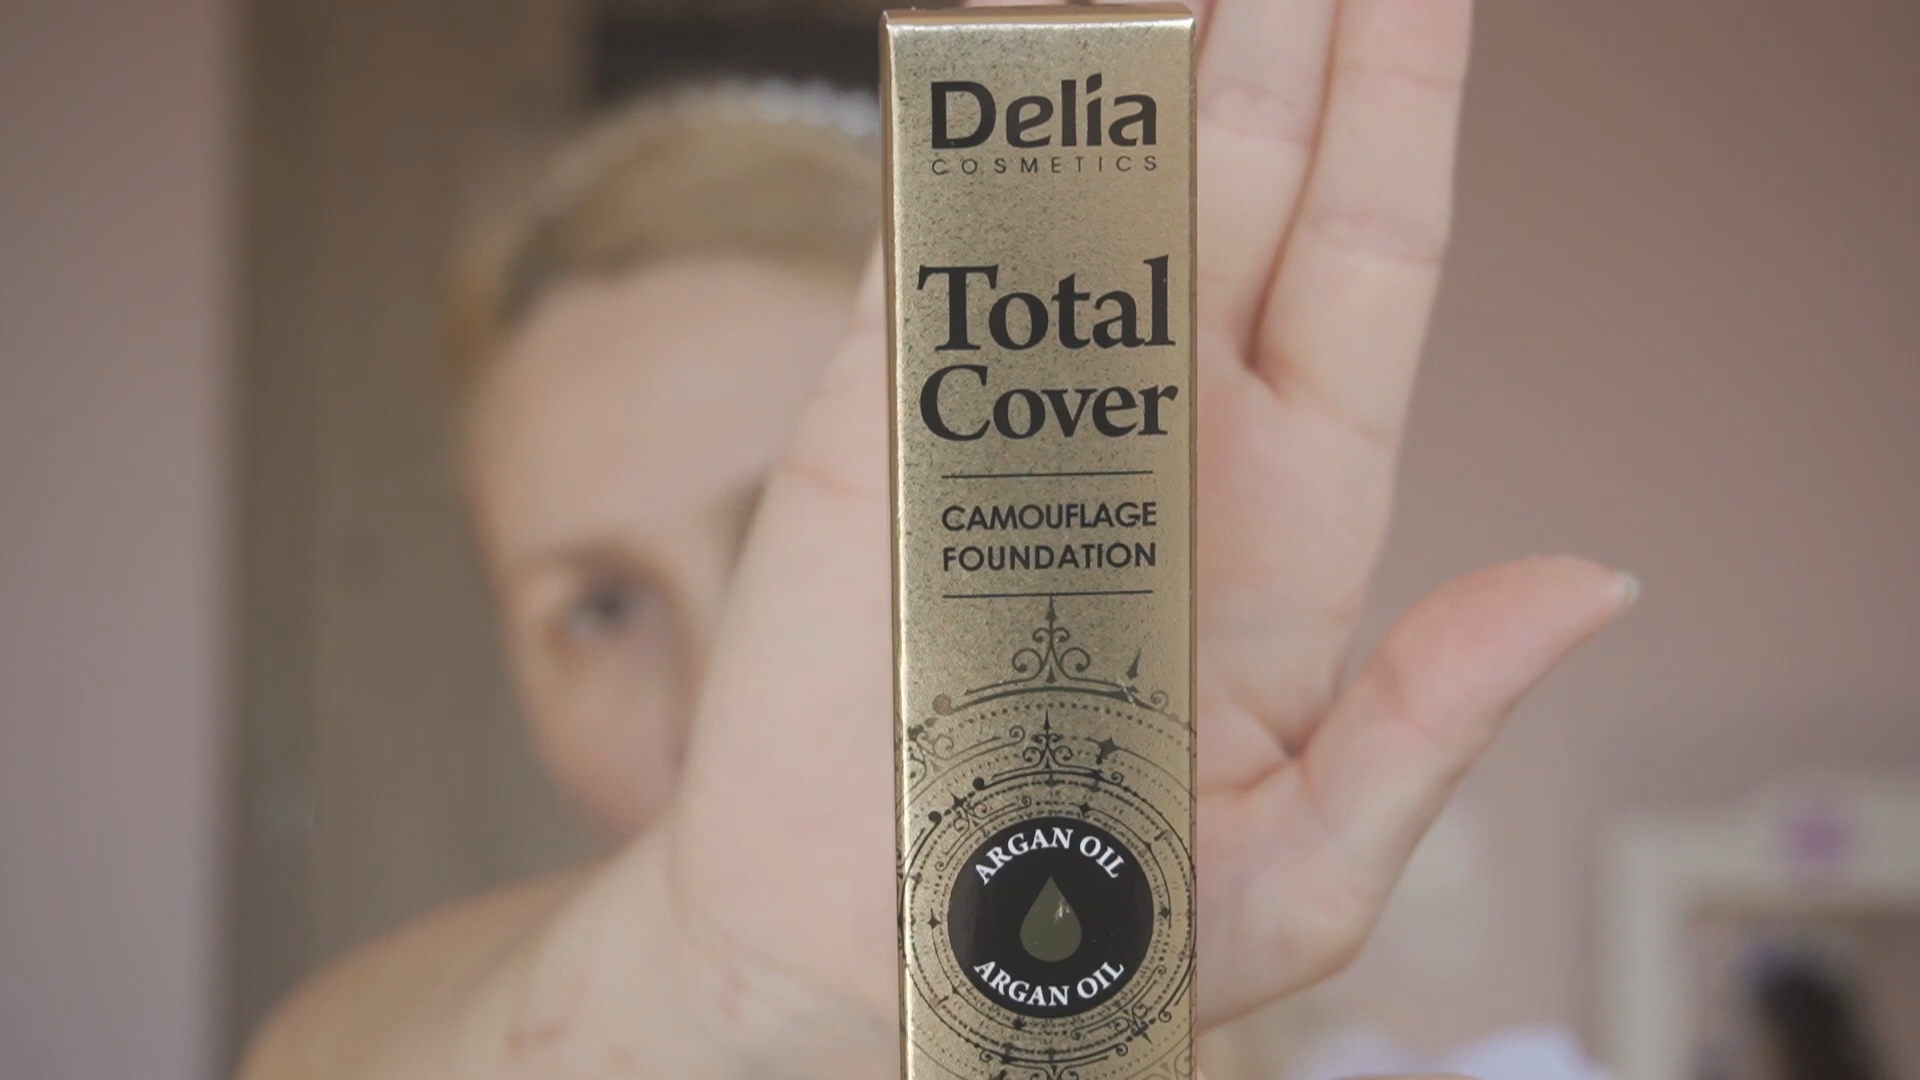 Delia
COSMETICS
Total
Cover
CAMOUFLAGE
FOUNDATION
ARGAN OIL
ARGAN OIL